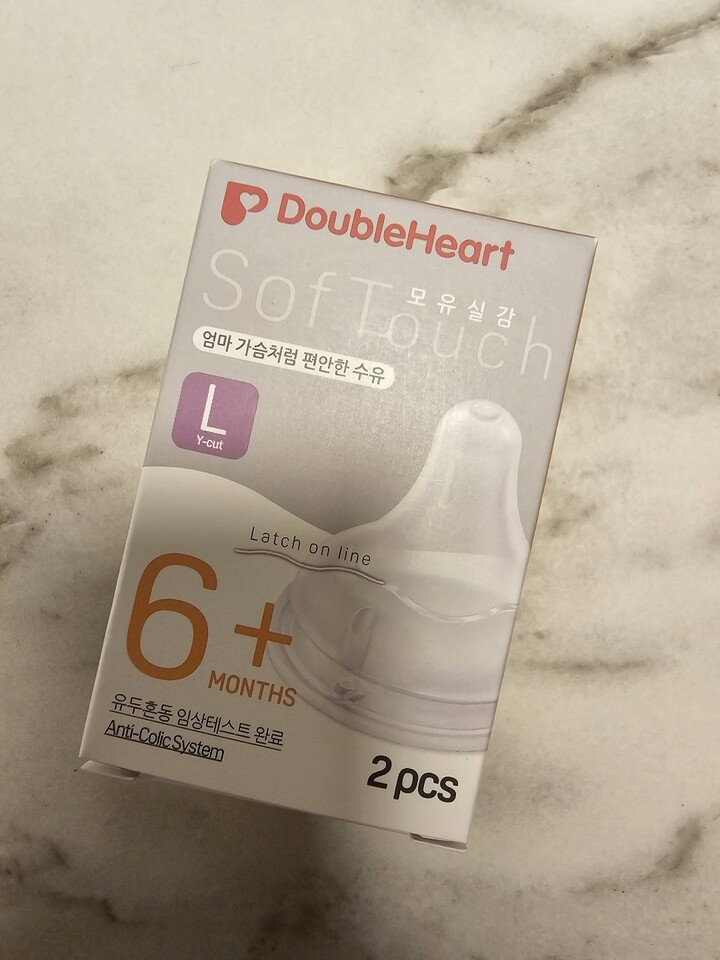 DoubleHeart
SofTouch
모유실감
엄마 가슴처럼 편안한 수유
L
Y-cut
Latch on line
6+
MONTHS
유두혼동 임상테스트 완료
Anti-Colic System
2 pcs